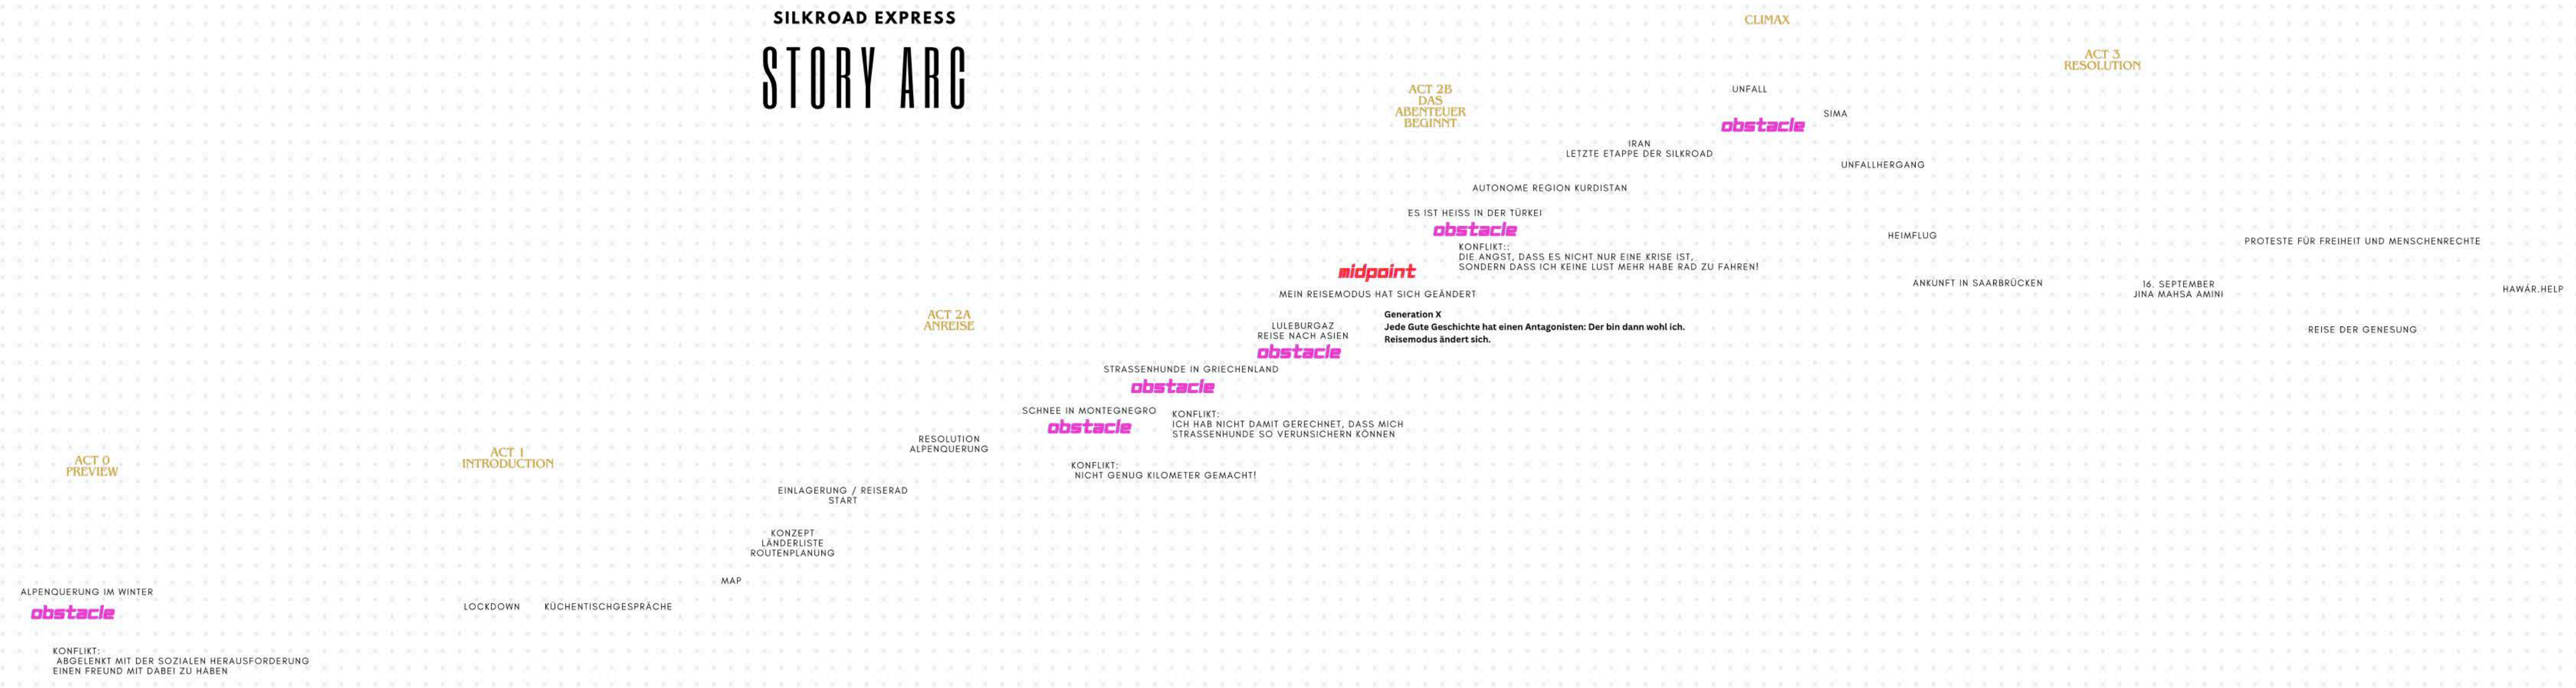 SILKROAD EXPRESS
STORY ARC
ACT 0
PREVIEW
ALPENQUERUNG IM WINTER
obstacle
KONFLIKT:
ABGELENKT MIT DER SOZIALEN HERAUSFORDERUNG
EINEN FREUND MIT DABEI ZU HABEN
ACT 1
INTRODUCTION
LOCKDOWN
KÜCHENTISCHGESPRÄCHE
MAP
KONZEPT
LÄNDERLISTE
ROUTENPLANUNG
EINLAGERUNG / REISERAD
START
ACT 2A
ANREISE
RESOLUTION
ALPENQUERUNG
SCHNEE IN MONTEGNEGRO
obstacle
KONFLIKT:
NICHT GENUG KILOMETER GEMACHT!
STRASSENHUNDE IN GRIECHENLAND
obstacle
KONFLIKT:
ICH HAB NICHT DAMIT GERECHNET, DASS MICH
STRASSENHUNDE SO VERUNSICHERN KÖNNEN
LULEBURGAZ
REISE NACH ASIEN
obstacle
MEIN REISEMODUS HAT SICH GEÄNDERT
midpoint
Generation X
Jede Gute Geschichte hat einen Antagonisten: Der bin dann wohl ich.
Reisemodus ändert sich.
ACT 2B
DAS
ABENTEUER
BEGINNT
ES IST HEISS IN DER TÜRKEI
obstacle
KONFLIKT::
DIE ANGST, DASS ES NICHT NUR EINE KRISE IST,
SONDERN DASS ICH KEINE LUST MEHR HABE RAD ZU FAHREN!
AUTONOME REGION KURDISTAN
IRAN
LETZTE ETAPPE DER SILKROAD
CLIMAX
UNFALL
obstacle
SIMA
UNFALLHERGANG
HEIMFLUG
ANKUNFT IN SAARBRÜCKEN
ACT 3
RESOLUTION
16. SEPTEMBER
JINA MAHSA AMINI
PROTESTE FÜR FREIHEIT UND MENSCHENRECHTE
REISE DER GENESUNG
HAWÁR.HELP